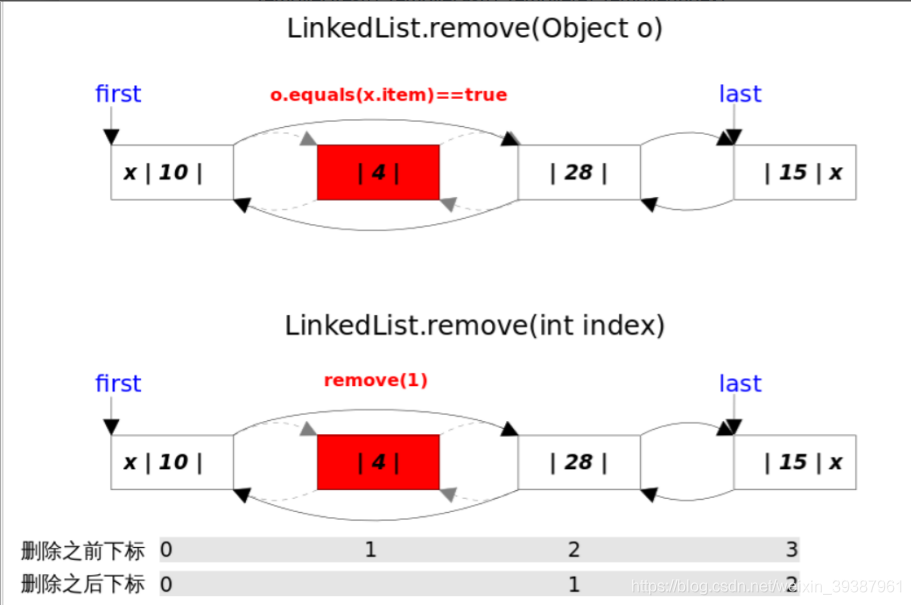 LinkedList.remove(Object o)
first
o.equals(x.item)==true
last
x | 10 | | 4 | | 28 | | 15 | x
LinkedList.remove(int index)
first
remove(1)
last
x | 10 | | 4 | | 28 | | 15 | x
删除之前下标 0 1 2 3
删除之后下标 0 1 2
https://blog.csdn.net/weixin_39387961